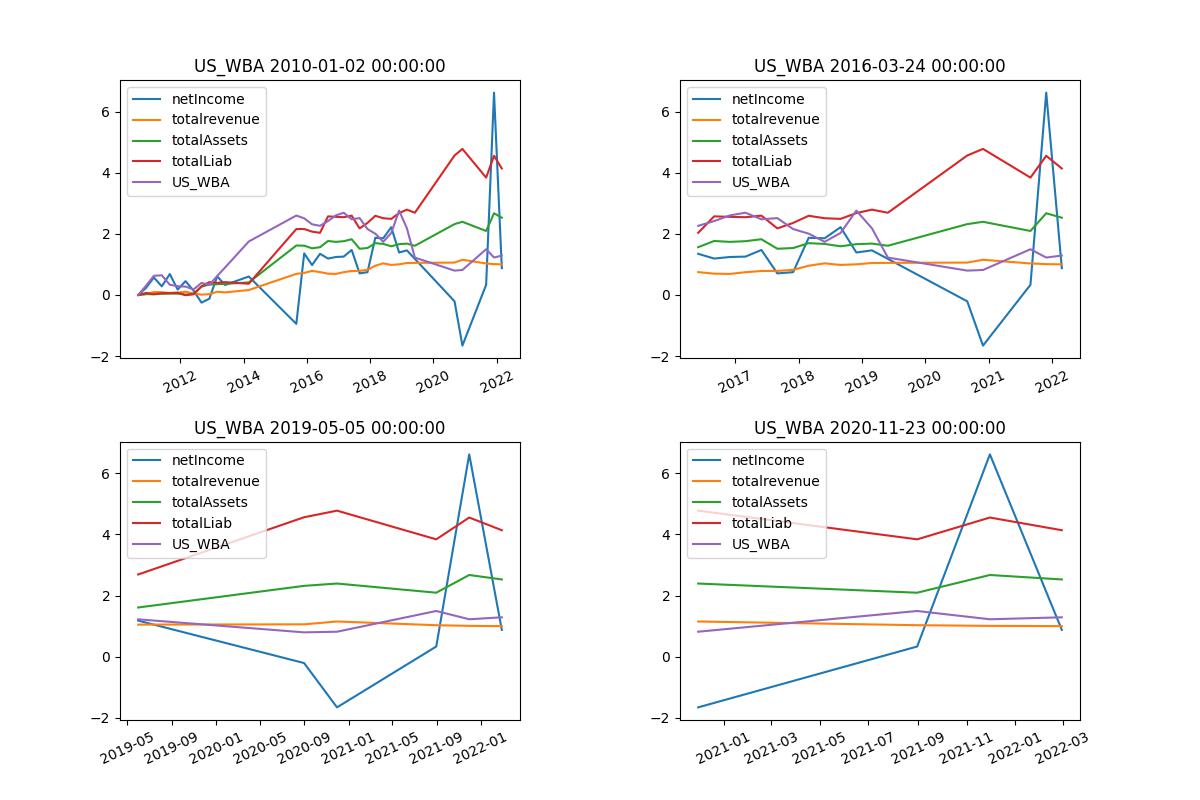 US_WBA 2010-01-02 00:00:00
netIncome
totalrevenue
totalAssets
totalLiab
US_WBA
6
4
2
0
−2
2012 2014 2016 2018 2020 2022
US_WBA 2016-03-24 00:00:00
netIncome
totalrevenue
totalAssets
totalLiab
US_WBA
6
4
2
0
−2
2017 2018 2019 2020 2021 2022
US_WBA 2019-05-05 00:00:00
netIncome
totalrevenue
totalAssets
totalLiab
US_WBA
6
4
2
0
−2
2019-05 2019-09 2020-01 2020-05 2020-09 2021-01 2021-05 2021-09 2022-01
US_WBA 2020-11-23 00:00:00
netIncome
totalrevenue
totalAssets
totalLiab
US_WBA
6
4
2
0
−2
2021-01 2021-03 2021-05 2021-07 2021-09 2021-11 2022-01 2022-03